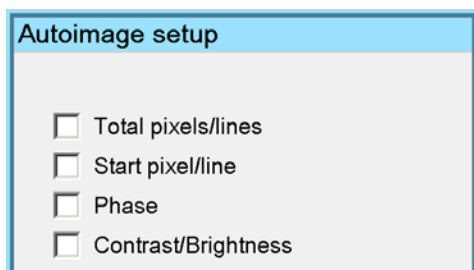 Autoimage setup
Total pixels/lines
Start pixel/line
Phase
Contrast/Brightness